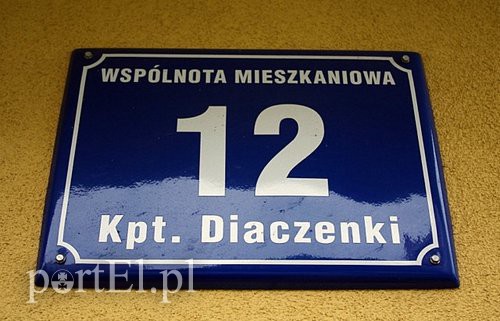 WSPÓLNOTA MIESZKANIOWA
12
Kpt. Diaczenki
portEl.pl